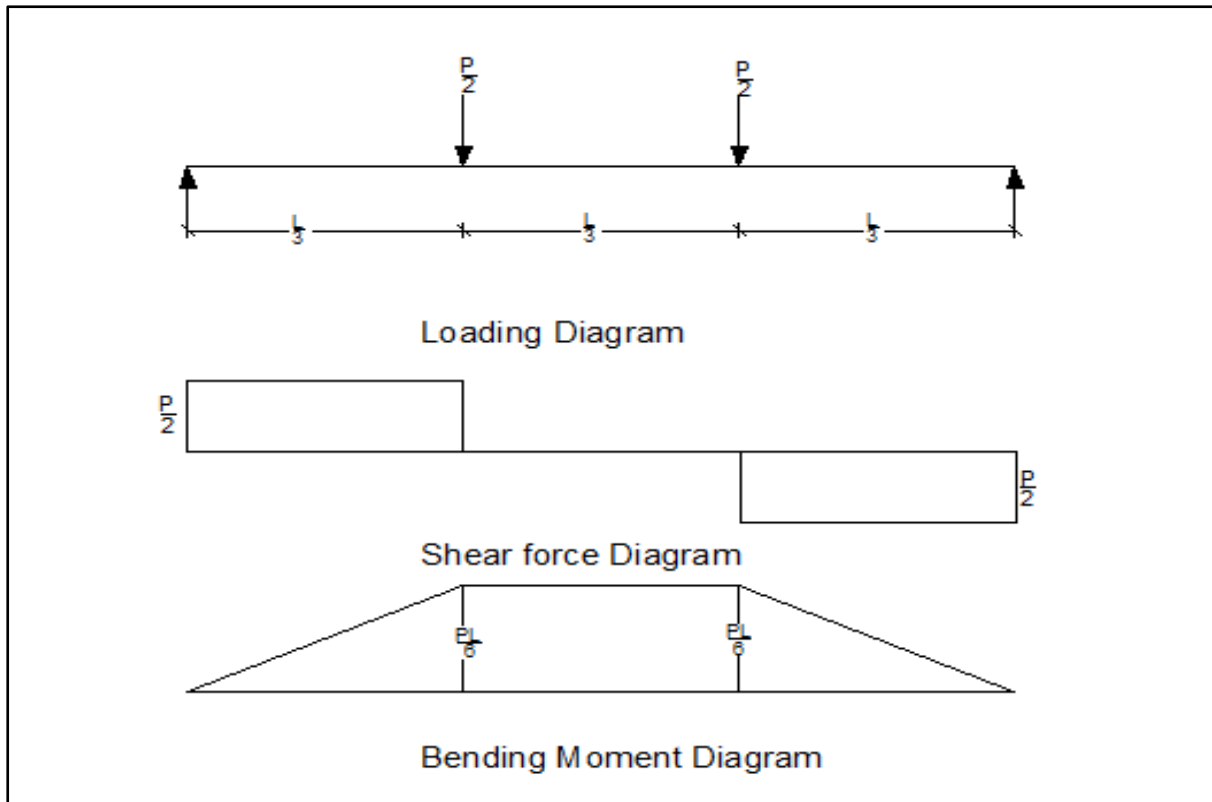 P/2 P/2
L/3 L/3 L/3
Loading Diagram
P/2
P/2
Shear force Diagram
PL/6 PL/6
Bending Moment Diagram